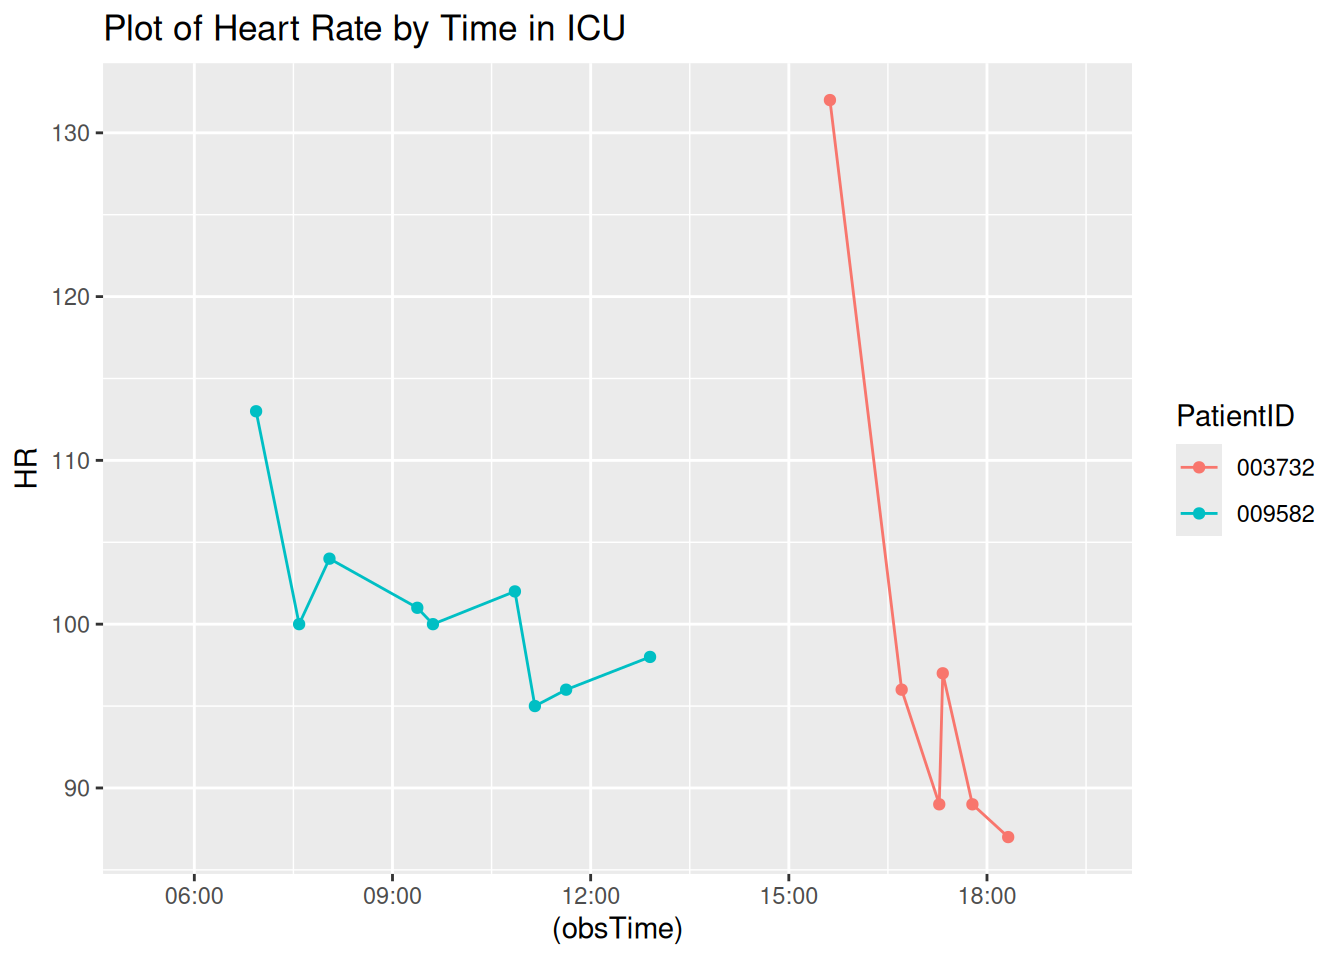 Plot of Heart Rate by Time in ICU
130
120
110
100
90
HR
06:00 09:00 12:00 15:00 18:00
(obsTime)
PatientID
003732
009582